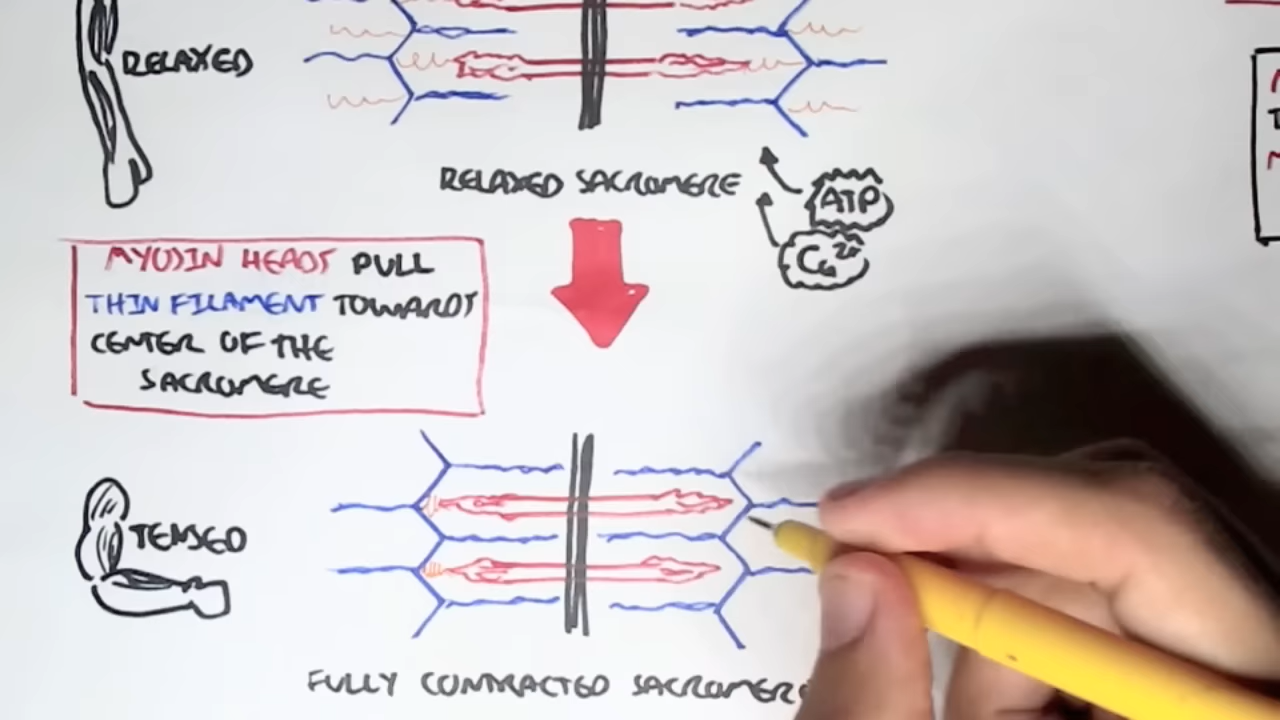 RELAXED
RELAXED SACROMERE
ATP
Ca2+
MYOSIN HEADS PULL
THIN FILAMENT TOWARDS
CENTER OF THE
SACROMERE
TENSED
FULLY CONTRACTED SACROMERE